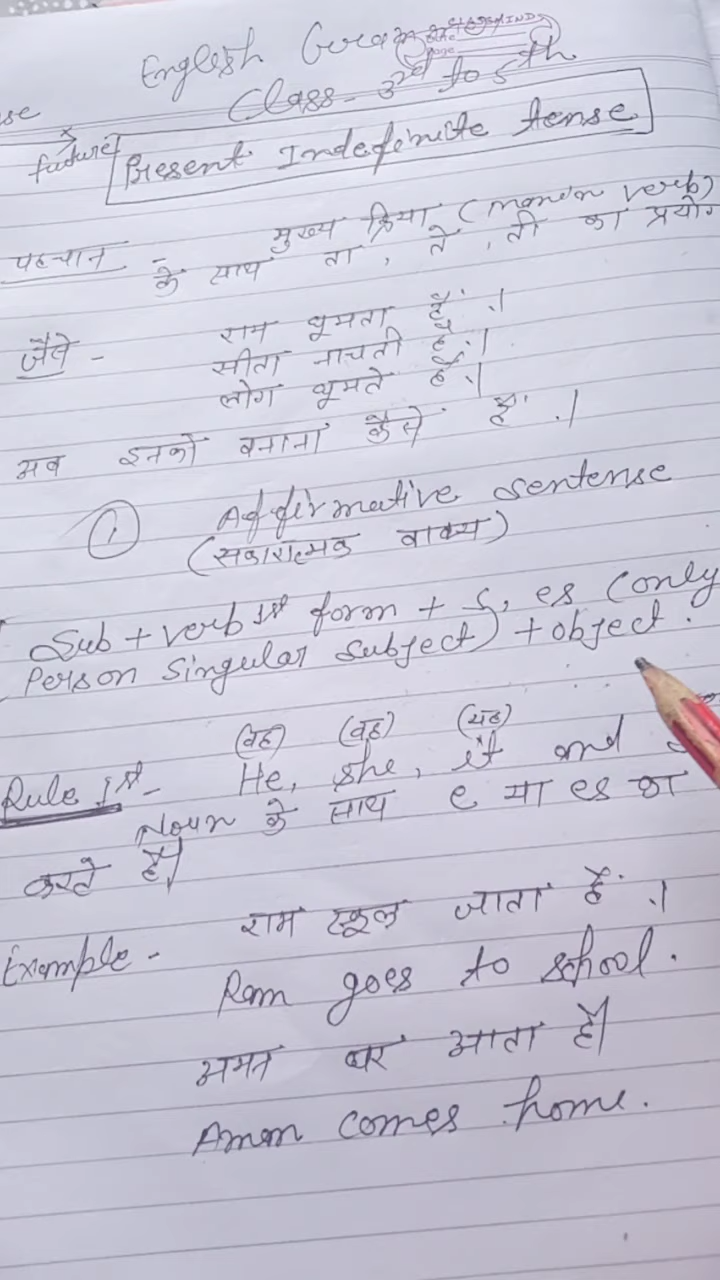 English Gram
Class - 3rd to 5th
se
future
Present Indefinite tense
पहचान - मुख्य क्रिया (main verb)
के साथ ता, ते, ती का प्रयोग
जैसे - राम घूमता हैं।
सीता नाचती है।
लोग घूमते हैं।
अब इनको बनाना कैसे हैं।
① Affirmative sentense
(सकारात्मक वाक्य)
Sub + verb 1st form + s, es (only
Person singular subject) + object.
(वह) (वह) (यह)
Rule 1st - He, she, it and
Noun के साथ e या es का
करते हैं।
Example - राम स्कूल जाता हैं।
Ram goes to school.
अमन घर आता हैं।
Aman comes home.